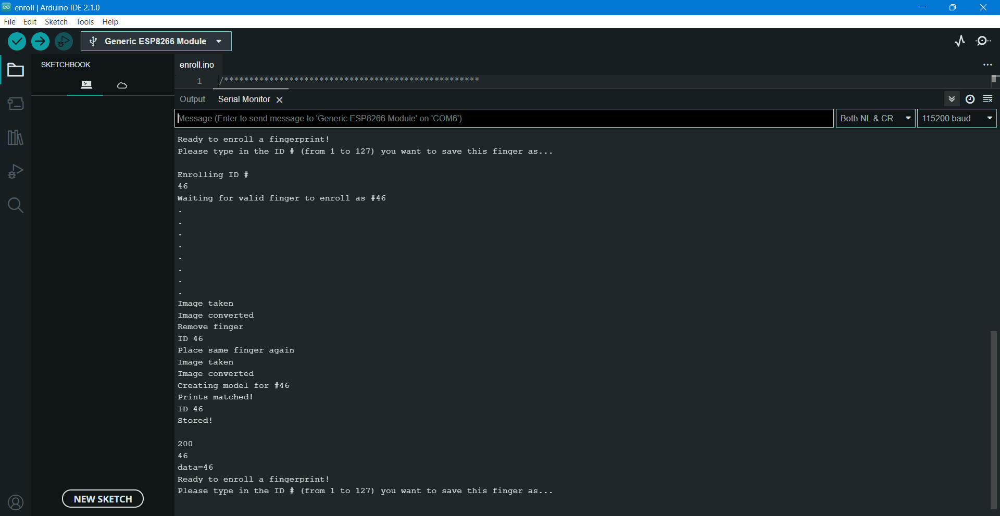 enroll | Arduino IDE 2.1.0
File Edit Sketch Tools Help
Generic ESP8266 Module
SKETCHBOOK
enroll.ino
1 /***************************************************
Output Serial Monitor
Message (Enter to send message to 'Generic ESP8266 Module' on 'COM6')
Both NL & CR
115200 baud
Ready to enroll a fingerprint!
Please type in the ID # (from 1 to 127) you want to save this finger as...
Enrolling ID #
46
Waiting for valid finger to enroll as #46
.
.
.
.
.
.
.
.
Image taken
Image converted
Remove finger
ID 46
Place same finger again
Image taken
Image converted
Creating model for #46
Prints matched!
ID 46
Stored!
200
46
data=46
Ready to enroll a fingerprint!
Please type in the ID # (from 1 to 127) you want to save this finger as...
NEW SKETCH